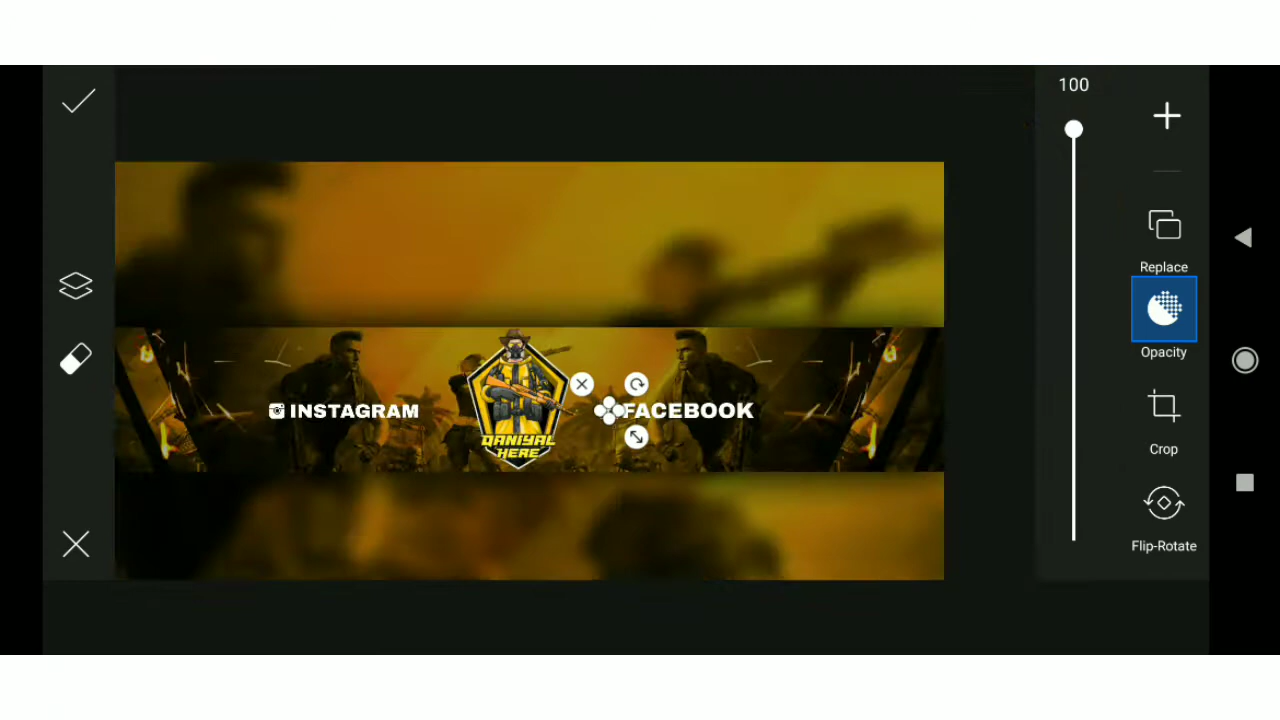 100
Replace
Opacity
INSTAGRAM
FACEBOOK
DANIYAL
HERE
Crop
Flip-Rotate